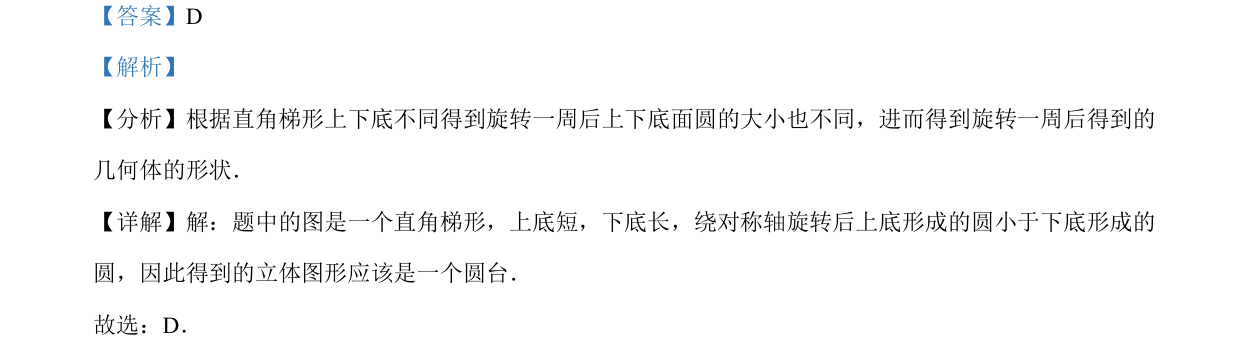 【答案】D
【解析】
【分析】根据直角梯形上下底不同得到旋转一周后上下底面圆的大小也不同，进而得到旋转一周后得到的
几何体的形状．
【详解】解：题中的图是一个直角梯形，上底短，下底长，绕对称轴旋转后上底形成的圆小于下底形成的
圆，因此得到的立体图形应该是一个圆台．
故选：D．